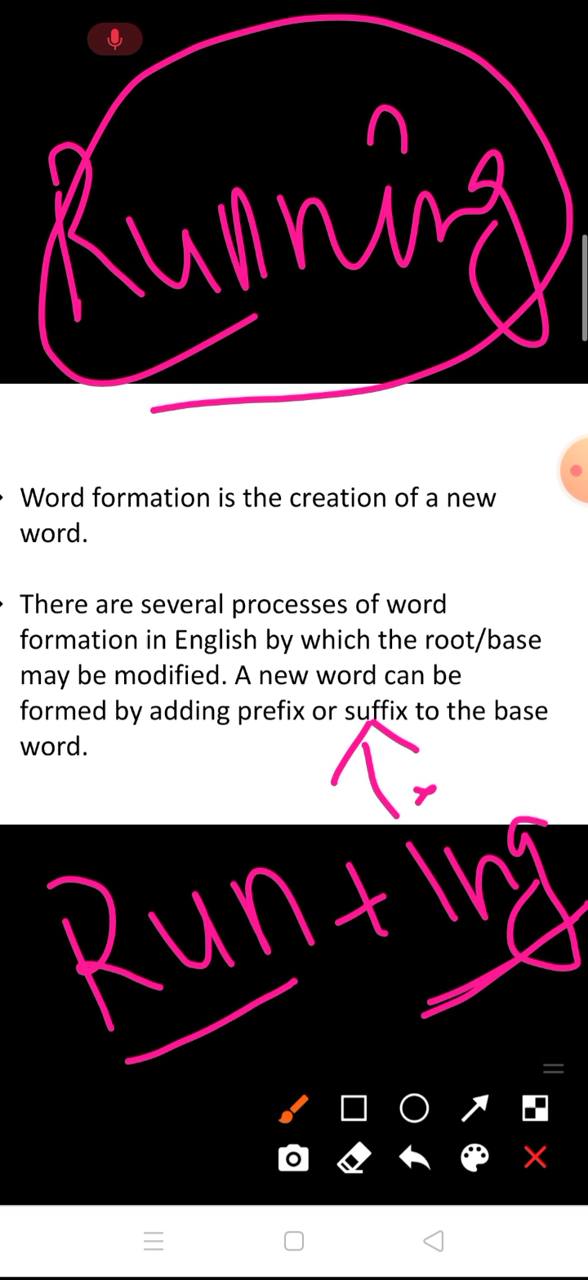 Running
Word formation is the creation of a new
word.
There are several processes of word
formation in English by which the root/base
may be modified. A new word can be
formed by adding prefix or suffix to the base
word.
Run + Ing